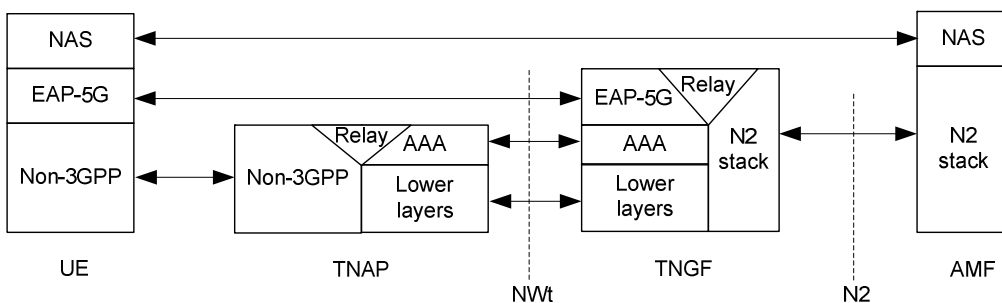 NAS
NAS
EAP-5G
EAP-5G
Relay
Relay
Non-3GPP
Non-3GPP
AAA
AAA
N2
stack
N2
stack
Lower
layers
Lower
layers
UE
TNAP
TNGF
AMF
NWt
N2